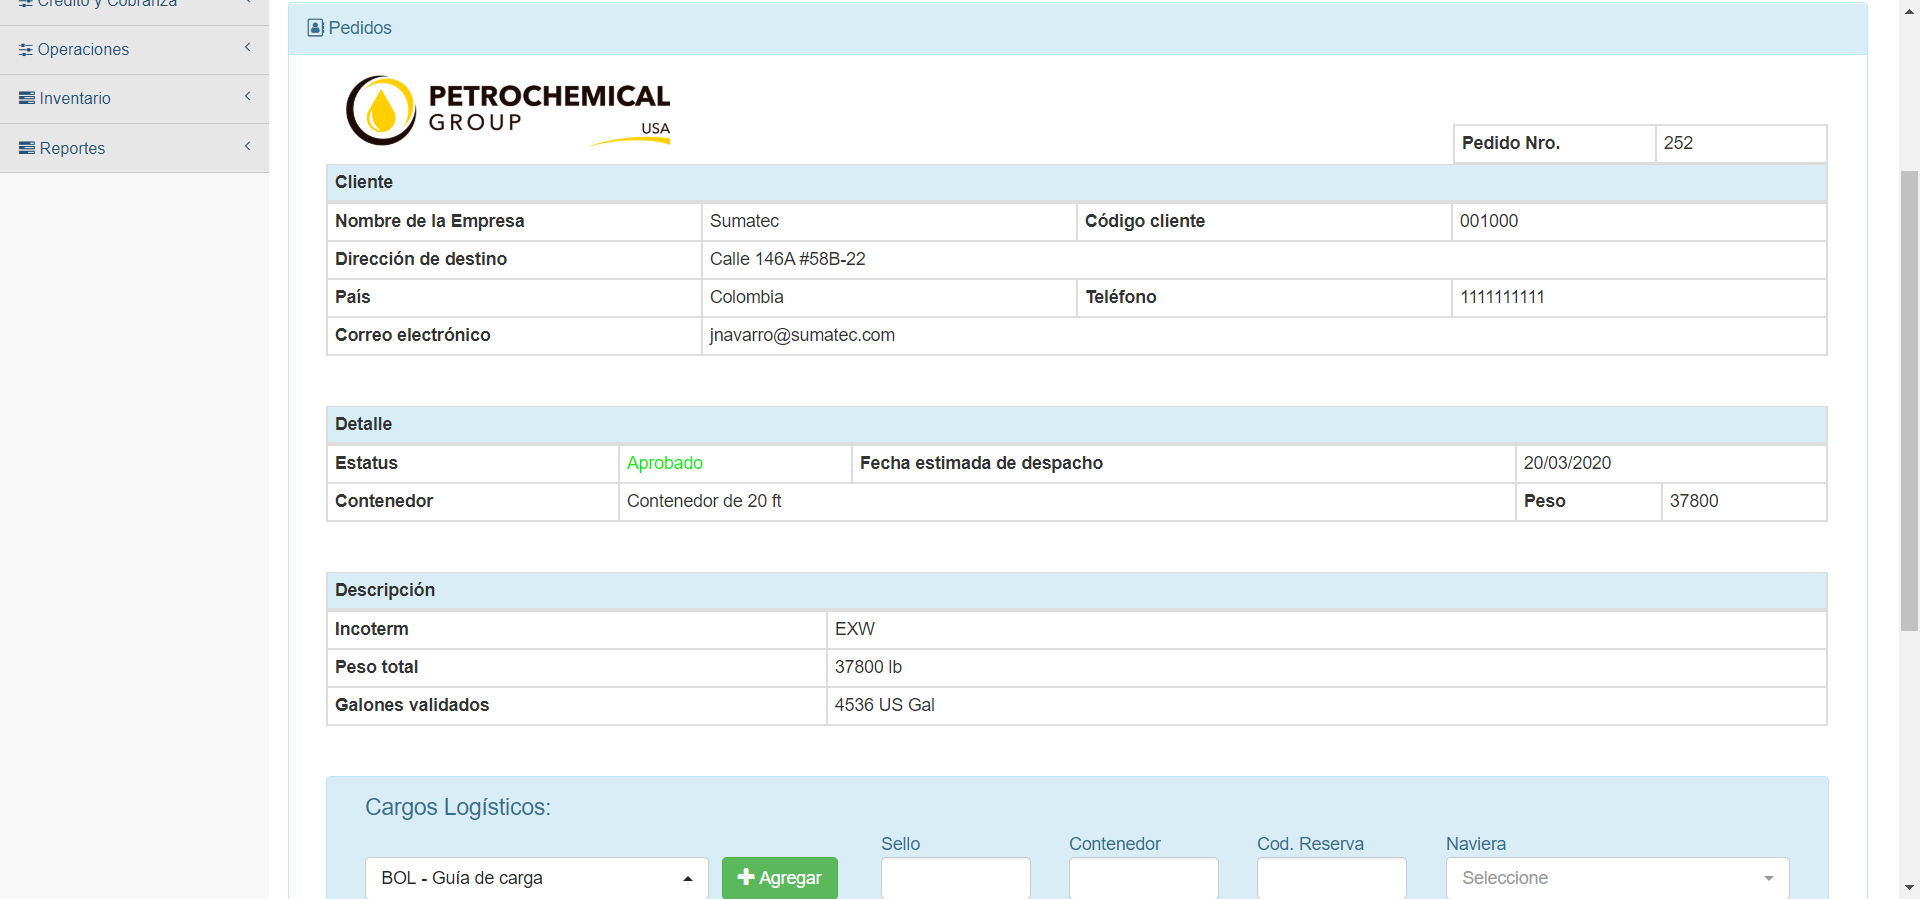 Crédito y Cobranza
Operaciones
Inventario
Reportes
Pedidos
PETROCHEMICAL
GROUP
USA
Pedido Nro. 252
Cliente
Nombre de la Empresa Sumatec Código cliente 001000
Dirección de destino Calle 146A #58B-22
País Colombia Teléfono 1111111111
Correo electrónico jnavarro@sumatec.com
Detalle
Estatus Aprobado Fecha estimada de despacho 20/03/2020
Contenedor Contenedor de 20 ft Peso 37800
Descripción
Incoterm EXW
Peso total 37800 lb
Galones validados 4536 US Gal
Cargos Logísticos:
Sello Contenedor Cod. Reserva Naviera
BOL - Guía de carga Agregar Seleccione